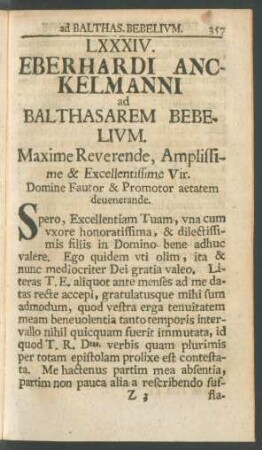 ad BALTHAS. BEBELIVM. 357
LXXXIV.
EBERHARDI ANC-
KELMANNI
ad
BALTHASAREM BEBE-
LIVM.
Maxime Reverende, Amplissi-
me & Excellentissime Vir.
Domine Fautor & Promotor aetatem
deuenerande.
Spero, Excellentiam Tuam, vna cum
vxore honoratissima, & dilectissi-
mis filiis in Domino bene adhuc
valere. Ego quidem vti olim, ita &
nunc mediocriter Dei gratia valeo. Li-
teras T. E. aliquot ante menses ad me da-
tas recte accepi, gratulatusque mihi sum
admodum, quod vestra erga tenuitatem
meam beneuolentia tanto temporis inter-
vallo nihil quicquam fuerit immutata, id
quod T. R. Dnns. verbis quam plurimis
per totam epistolam prolixe est contesta-
ta. Me hactenus partim mea absentia,
partim non pauca alia a rescribendo suf-
Z 3 fla-